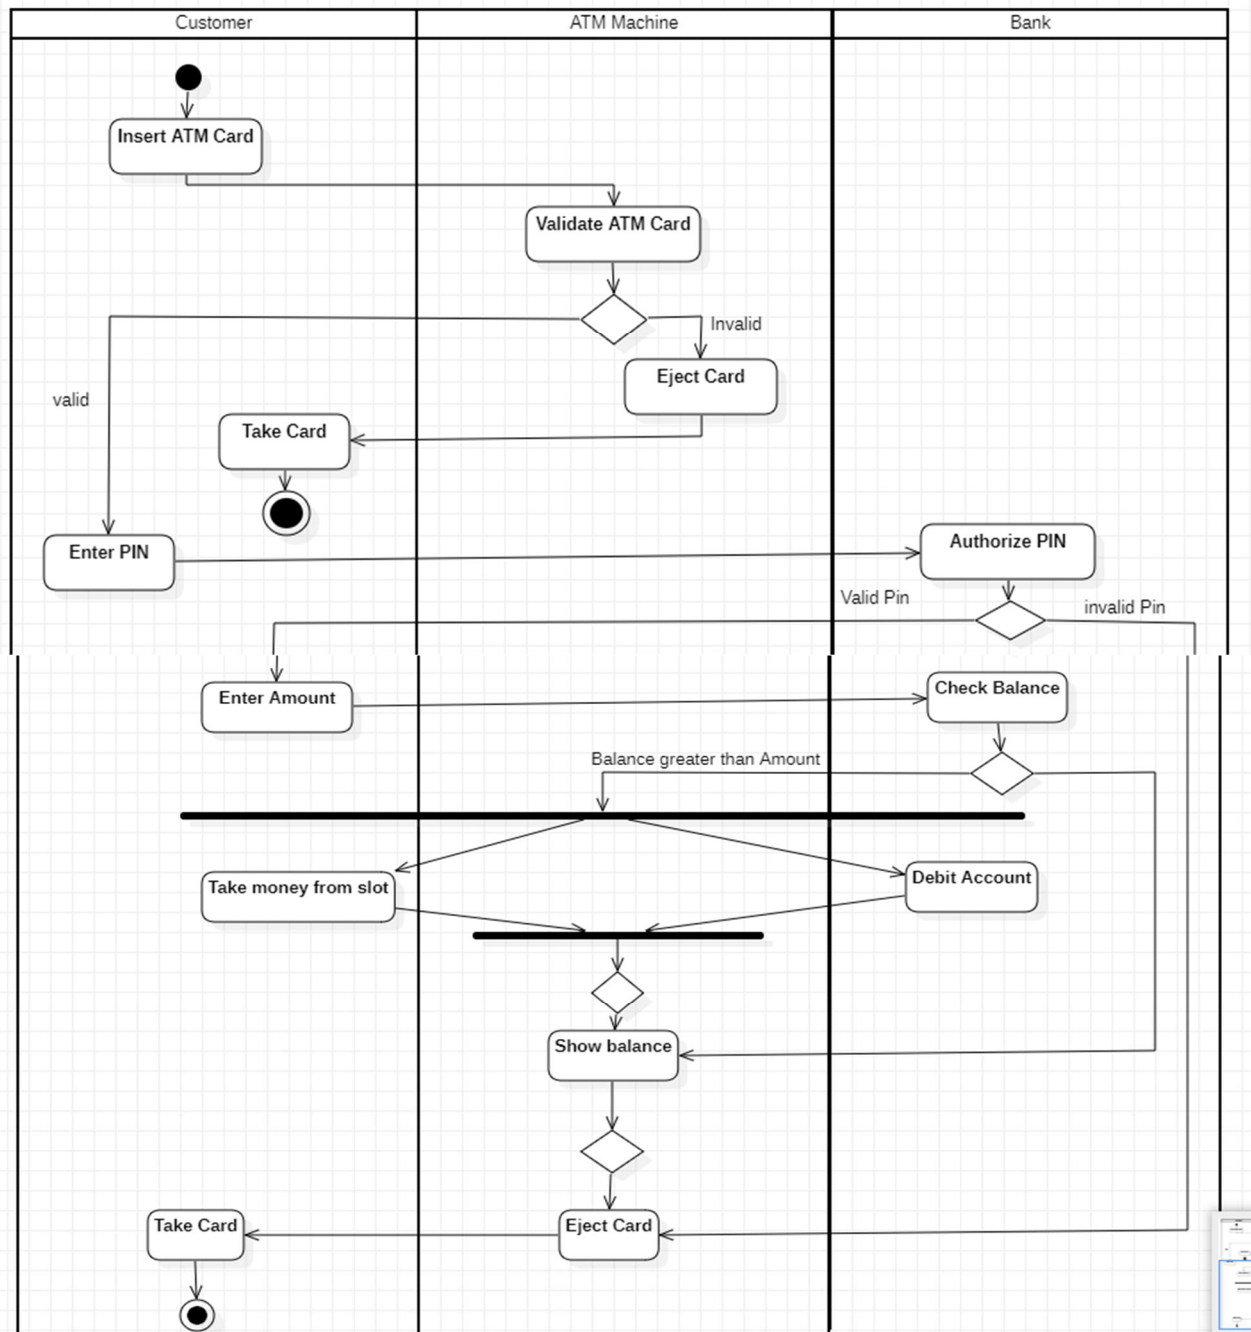 Customer
ATM Machine
Bank
Insert ATM Card
Validate ATM Card
Invalid
Eject Card
valid
Take Card
Enter PIN
Authorize PIN
Valid Pin
invalid Pin
Enter Amount
Check Balance
Balance greater than Amount
Take money from slot
Debit Account
Show balance
Take Card
Eject Card